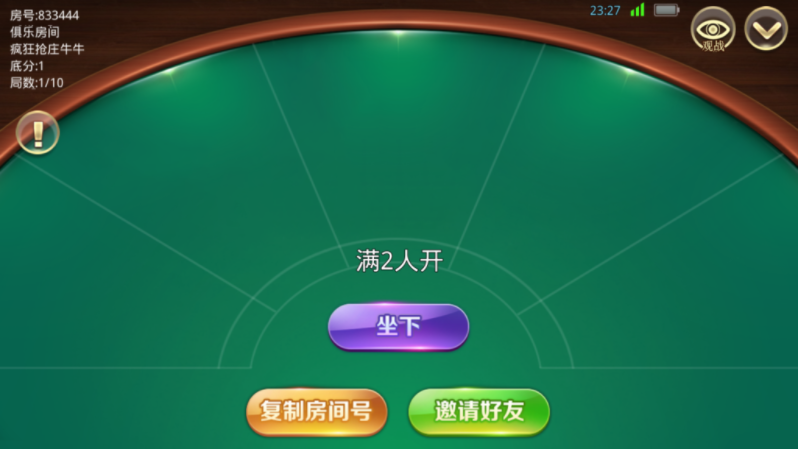 房号:833444
俱乐房间
疯狂抢庄牛牛
底分:1
局数:1/10
23:27
观战
满2人开
坐下
复制房间号
邀请好友